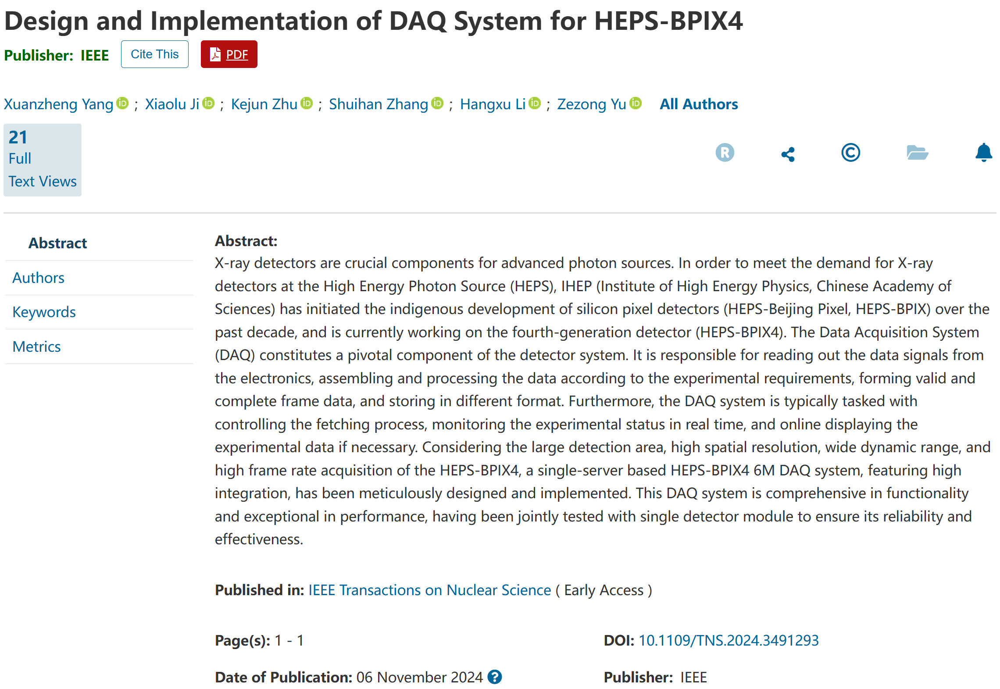 Design and Implementation of DAQ System for HEPS-BPIX4
Publisher: IEEE Cite This PDF
Xuanzheng Yang iD ; Xiaolu Ji iD ; Kejun Zhu iD ; Shuihan Zhang iD ; Hangxu Li iD ; Zezong Yu iD All Authors
21
Full
Text Views
R ©
Abstract
Authors
Keywords
Metrics
Abstract:
X-ray detectors are crucial components for advanced photon sources. In order to meet the demand for X-ray
detectors at the High Energy Photon Source (HEPS), IHEP (Institute of High Energy Physics, Chinese Academy of
Sciences) has initiated the indigenous development of silicon pixel detectors (HEPS-Beijing Pixel, HEPS-BPIX) over the
past decade, and is currently working on the fourth-generation detector (HEPS-BPIX4). The Data Acquisition System
(DAQ) constitutes a pivotal component of the detector system. It is responsible for reading out the data signals from
the electronics, assembling and processing the data according to the experimental requirements, forming valid and
complete frame data, and storing in different format. Furthermore, the DAQ system is typically tasked with
controlling the fetching process, monitoring the experimental status in real time, and online displaying the
experimental data if necessary. Considering the large detection area, high spatial resolution, wide dynamic range, and
high frame rate acquisition of the HEPS-BPIX4, a single-server based HEPS-BPIX4 6M DAQ system, featuring high
integration, has been meticulously designed and implemented. This DAQ system is comprehensive in functionality
and exceptional in performance, having been jointly tested with single detector module to ensure its reliability and
effectiveness.
Published in: IEEE Transactions on Nuclear Science ( Early Access )
Page(s): 1 - 1 DOI: 10.1109/TNS.2024.3491293
Date of Publication: 06 November 2024 ? Publisher: IEEE